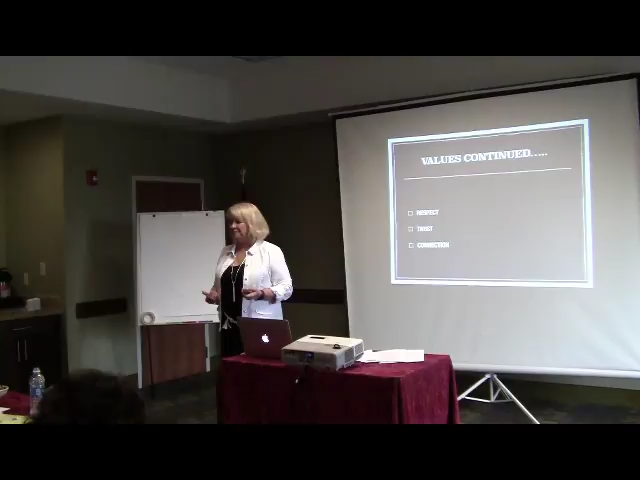 VALUES CONTINUED.....
RESPECT
TRUST
CONNECTION